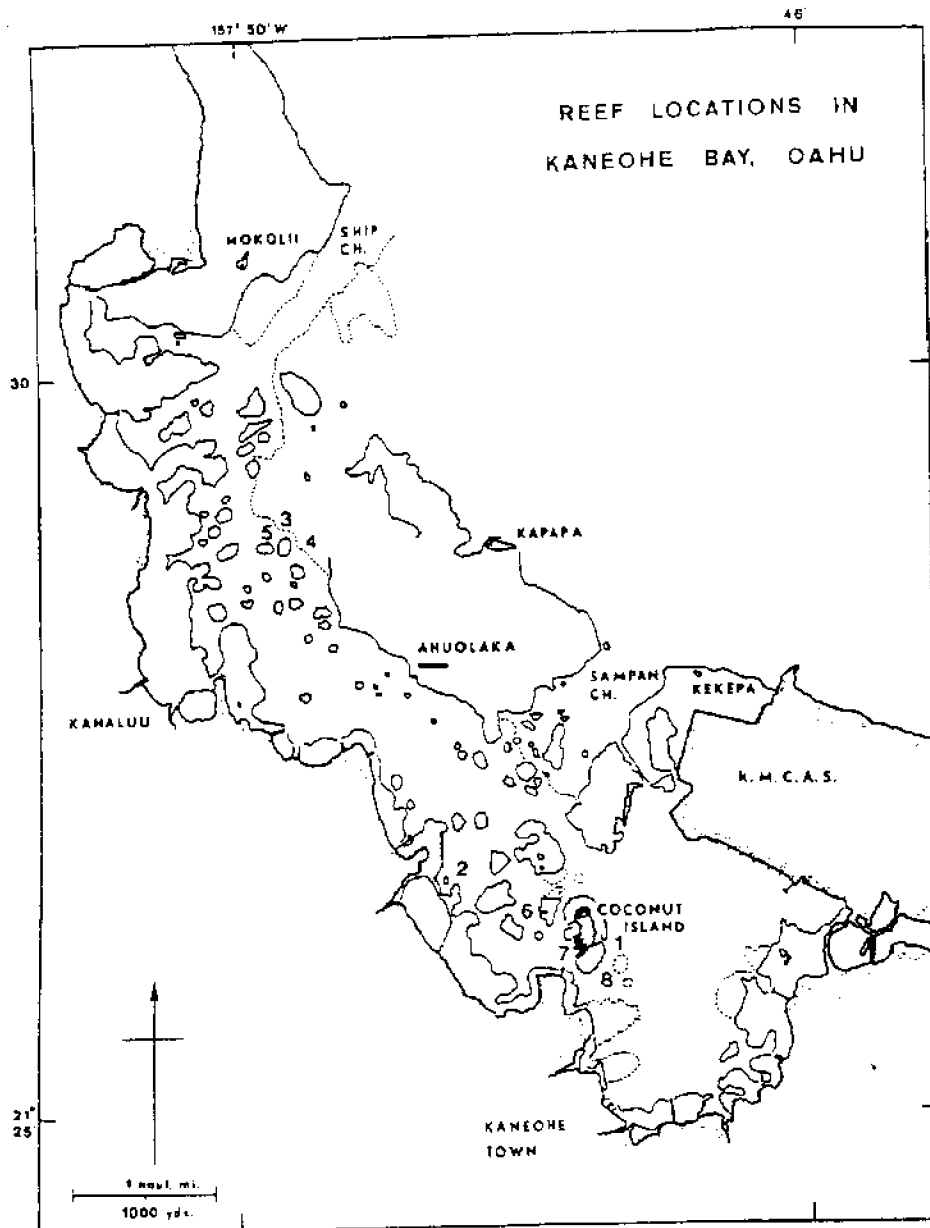 157° 50' W
46'
REEF LOCATIONS IN
KANEOHE BAY, OAHU
MOKOLII
SHIP
CH.
30
3
5
4
KAPAPA
AHUOLAKA
SAMPAN
CH.
KEKEPA
KAHALUU
K.M.C.A.S.
2
6
COCONUT
ISLAND
7
1
8
21°
25
KANEOHE
TOWN
1 naut. mi.
1000 yds.